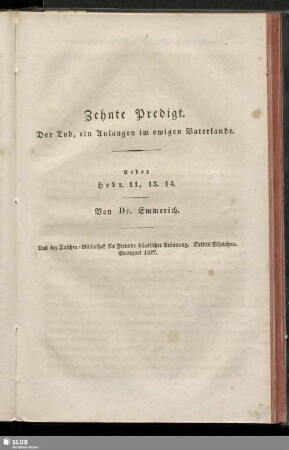 Zehnte Predigt.
Der Tod, ein Anlangen im ewigen Vaterlande.
Ueber
Hebr. 11, 13. 14.
Von Dr. Emmerich.
Aus der Taschen-Bibliothek für Freunde häuslicher Erbauung. Drittes Bändchen.
Stuttgart 1827.
SLUB